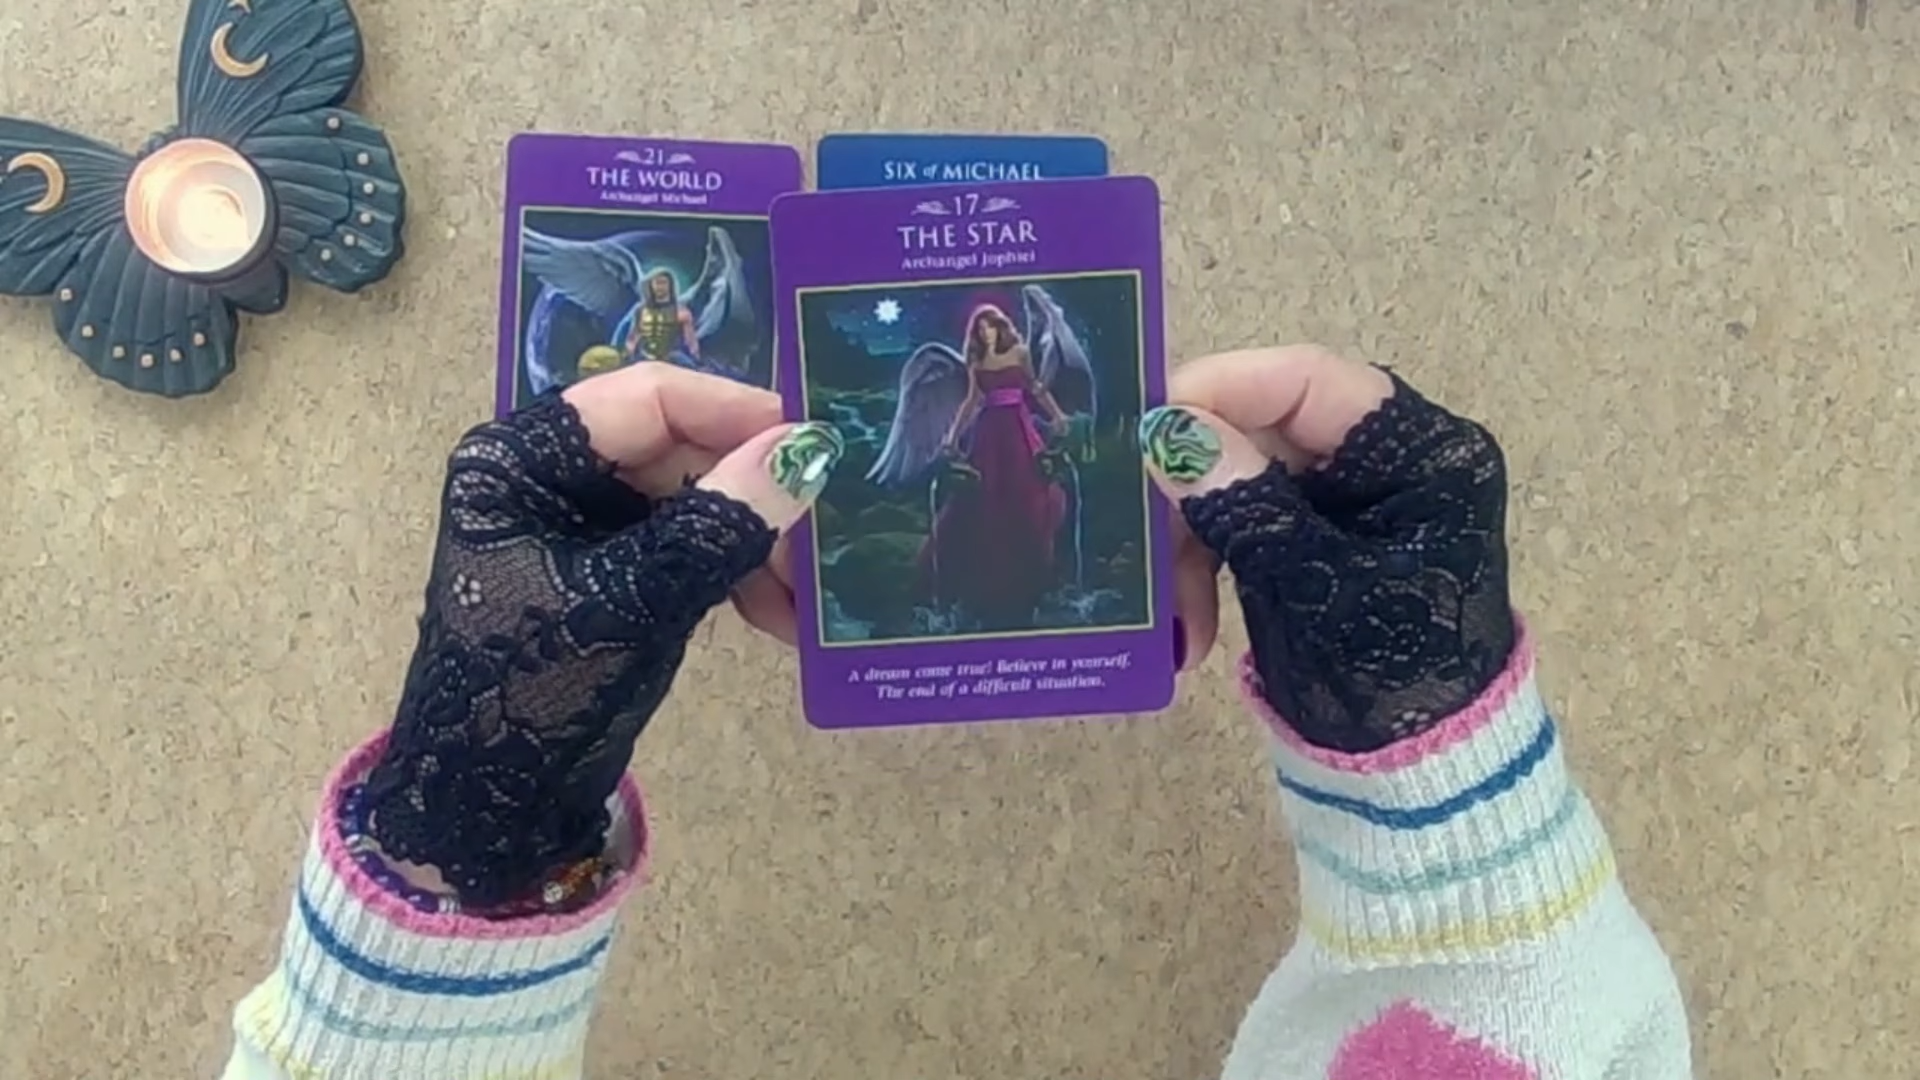 21
THE WORLD
Archangel Michael
SIX of MICHAEL
17
THE STAR
Archangel Jophiel
A dream come true! Believe in yourself.
The end of a difficult situation.